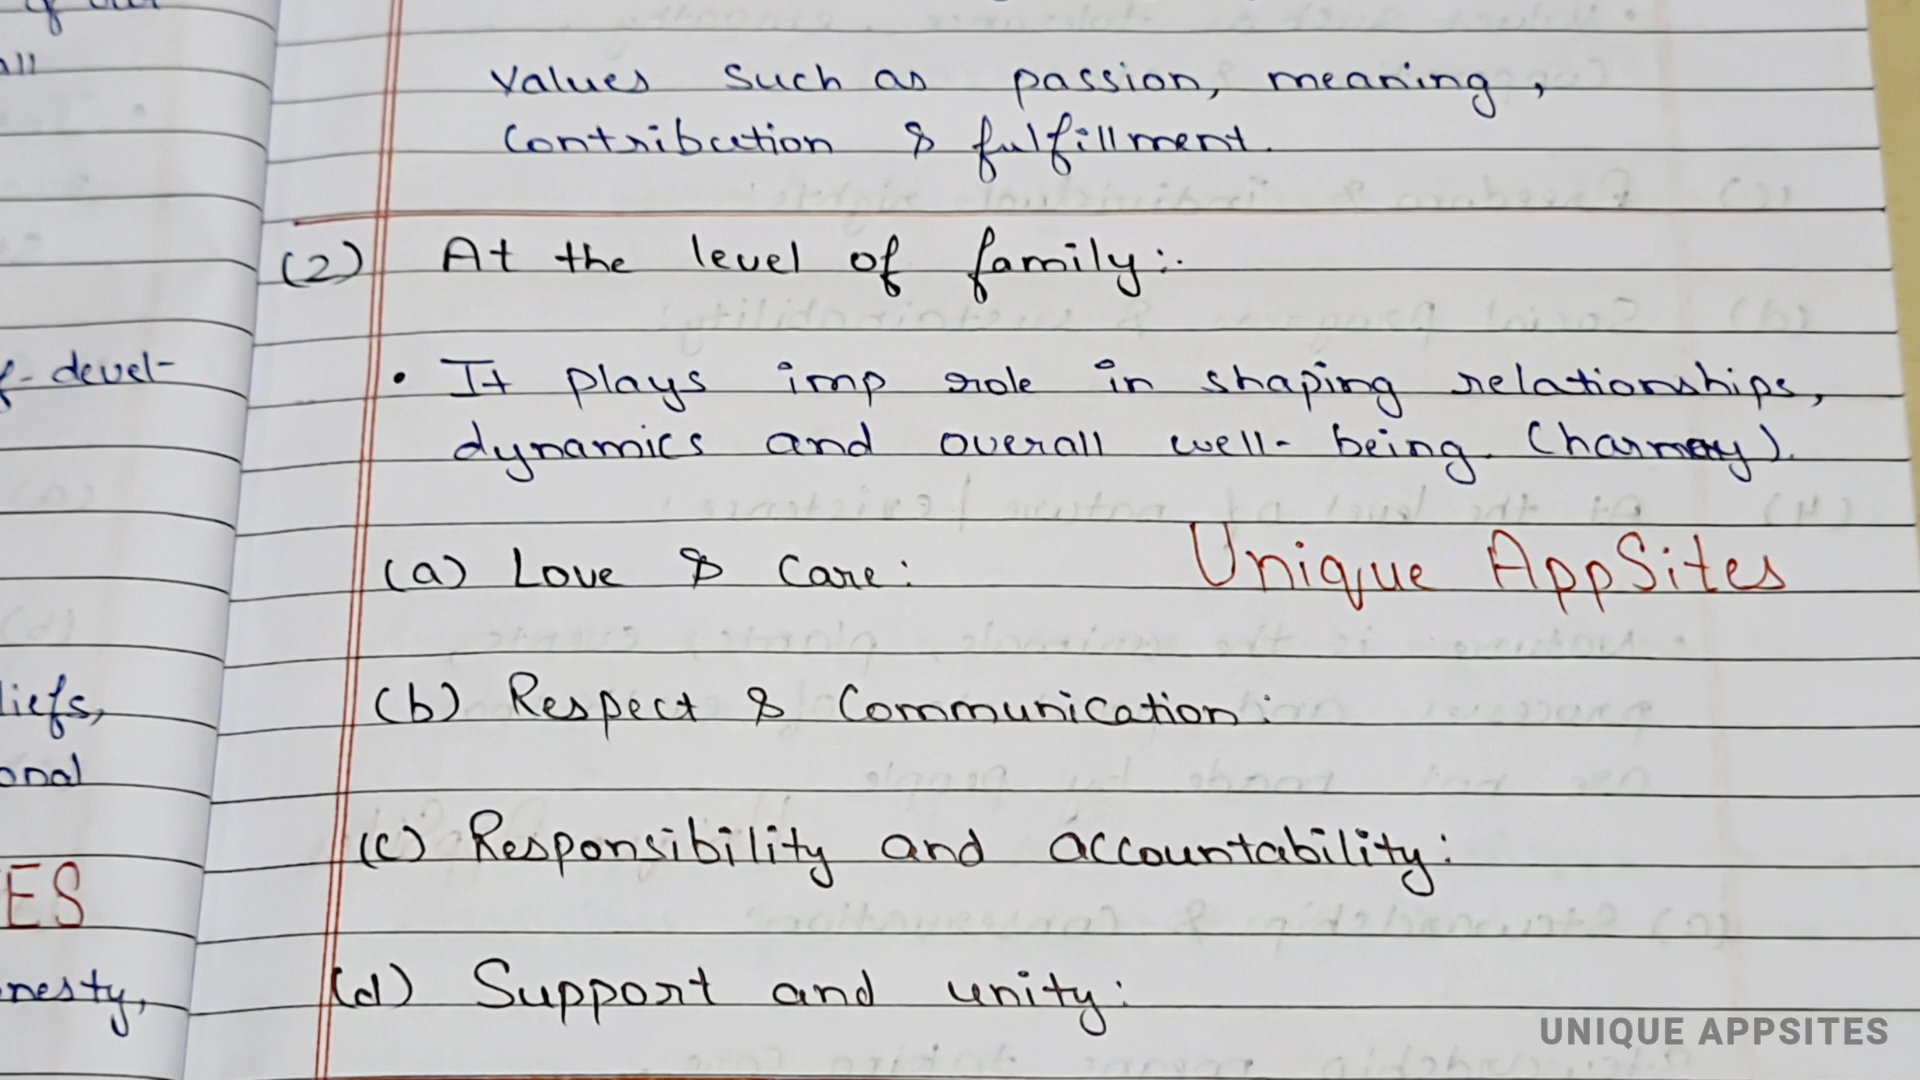 all
values such as passion, meaning,
contribution & fulfillment.
(2) At the level of family:-
f-devel-
• It plays imp role in shaping relationships,
dynamics and overall well-being. (harmony).
(a) Love & Care:
Unique AppSites
liefs,
(b) Respect & Communication:
onal
(c) Responsibility and accountability:
ES
nesty,
(d) Support and unity:
UNIQUE APPSITES